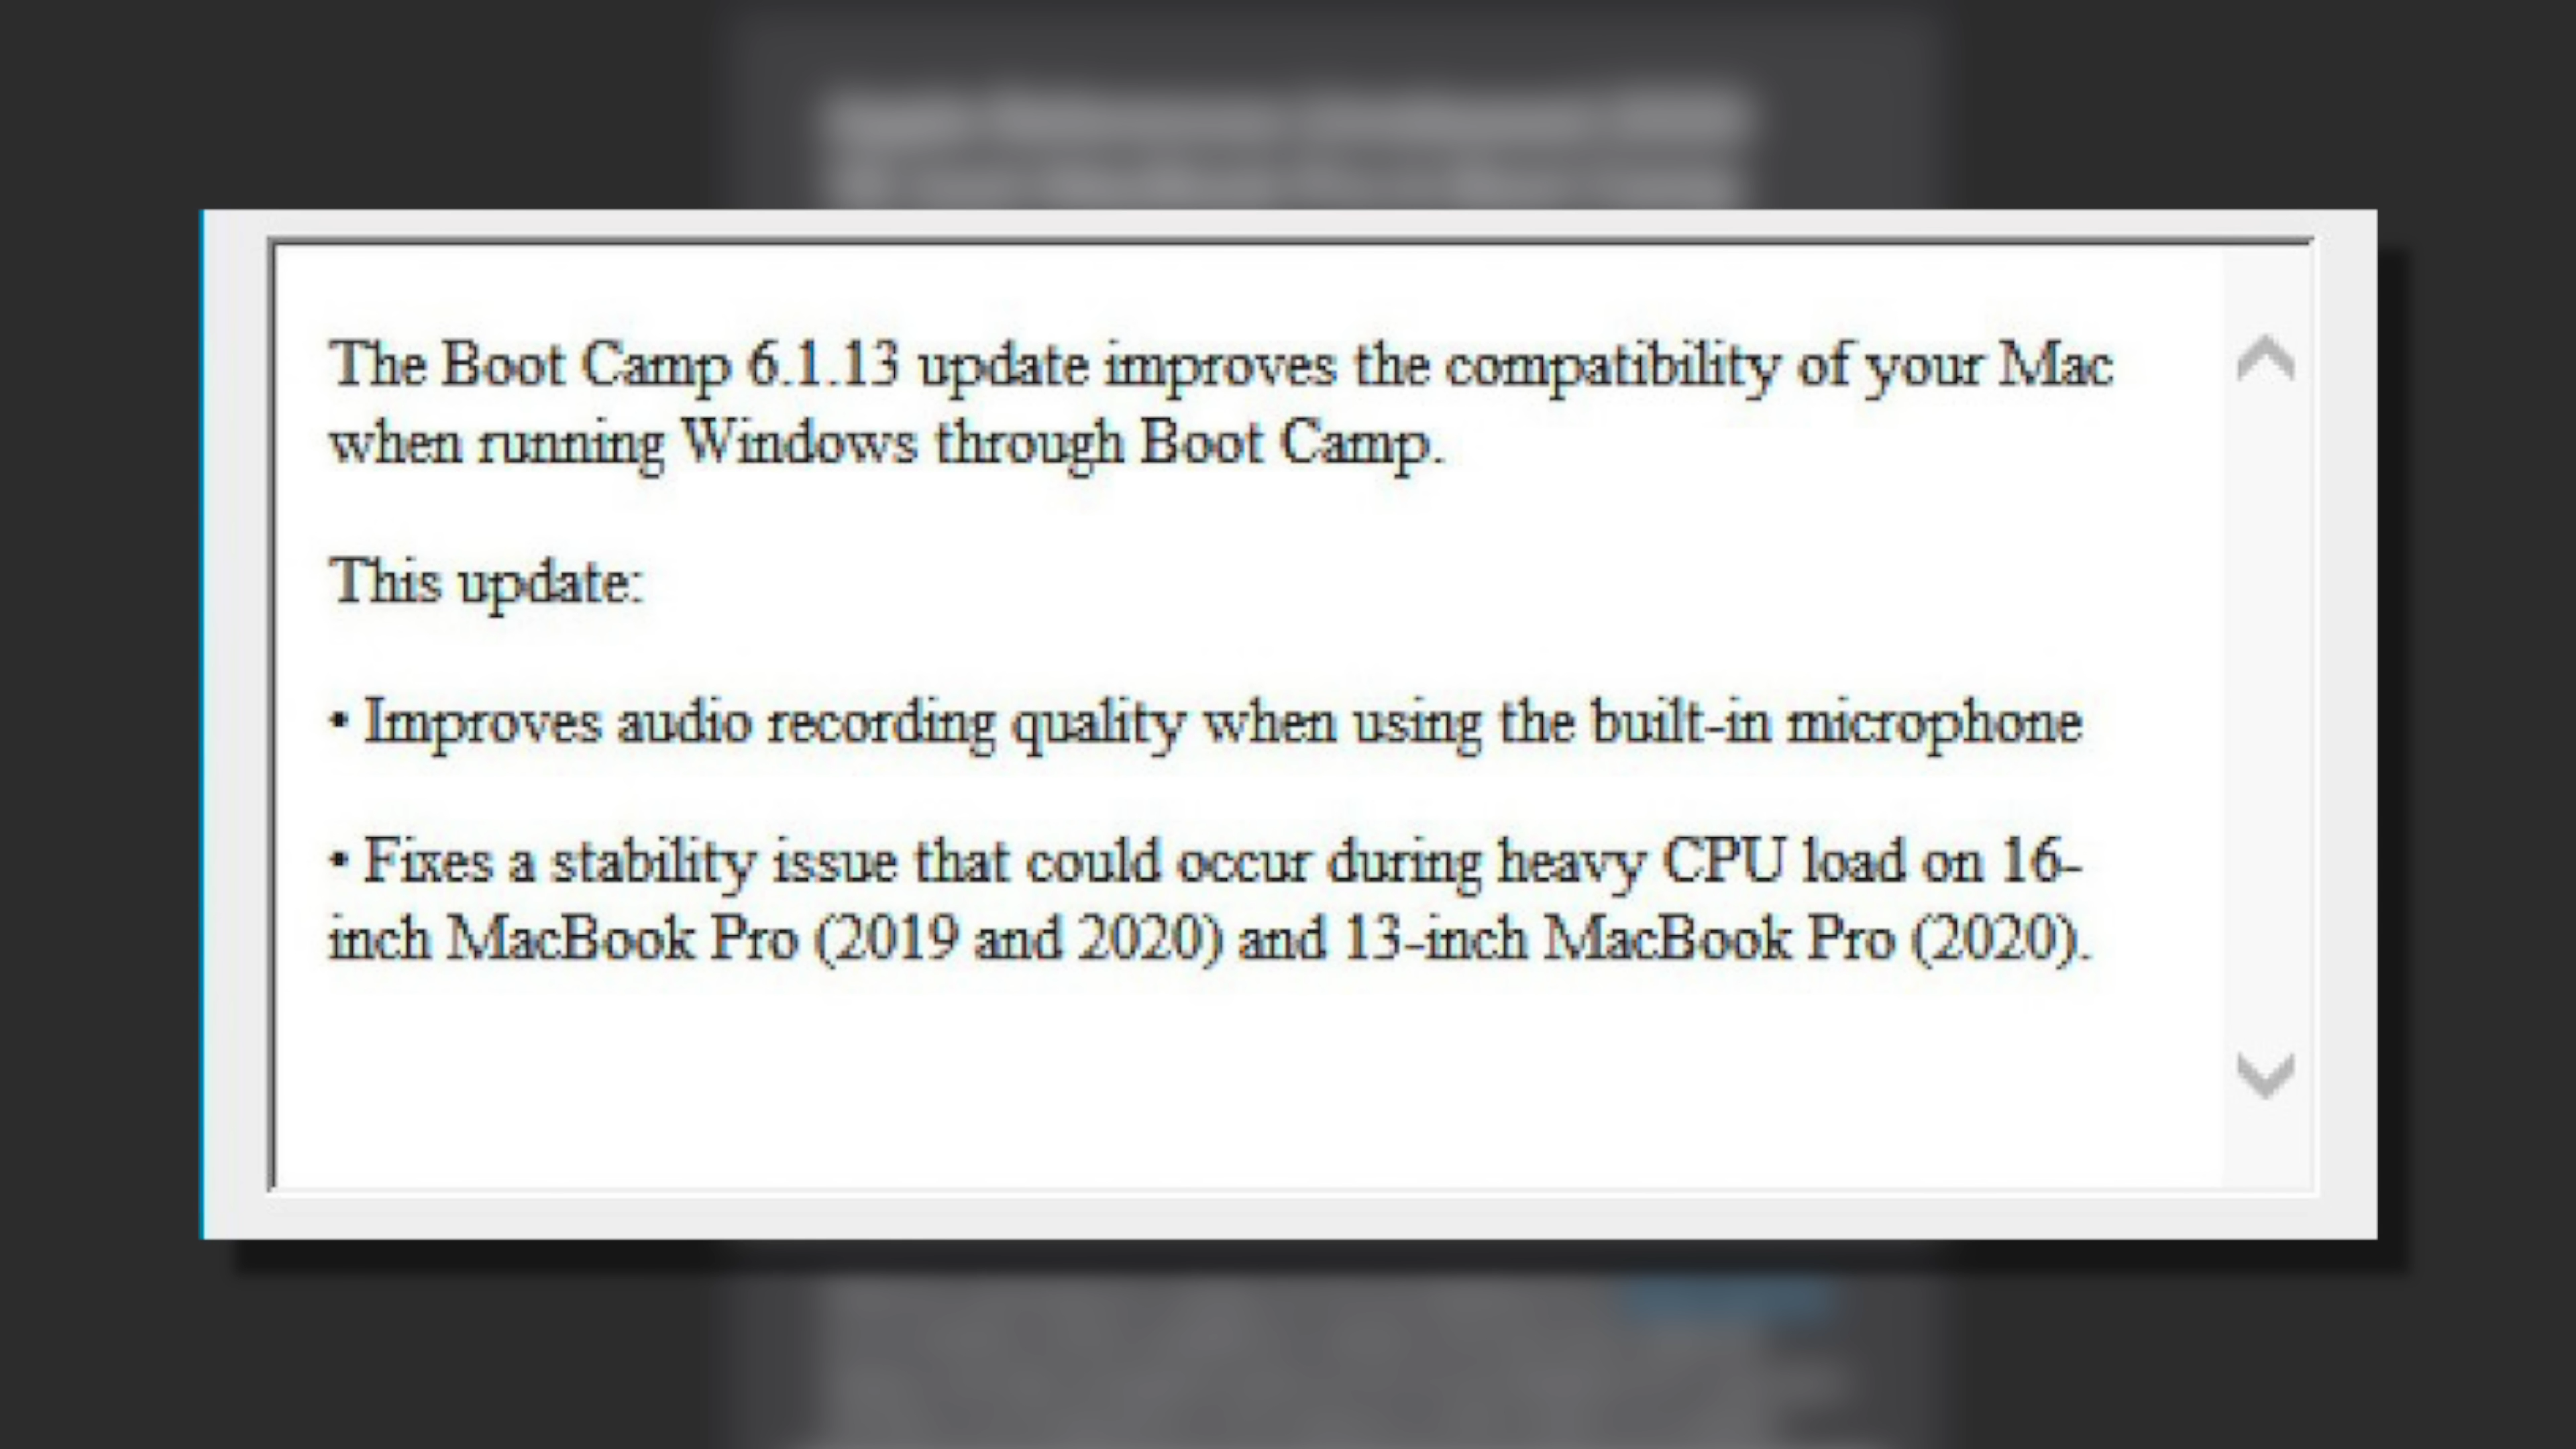 The Boot Camp 6.1.13 update improves the compatibility of your Mac
when running Windows through Boot Camp.
This update:
• Improves audio recording quality when using the built-in microphone
• Fixes a stability issue that could occur during heavy CPU load on 16-
inch MacBook Pro (2019 and 2020) and 13-inch MacBook Pro (2020).